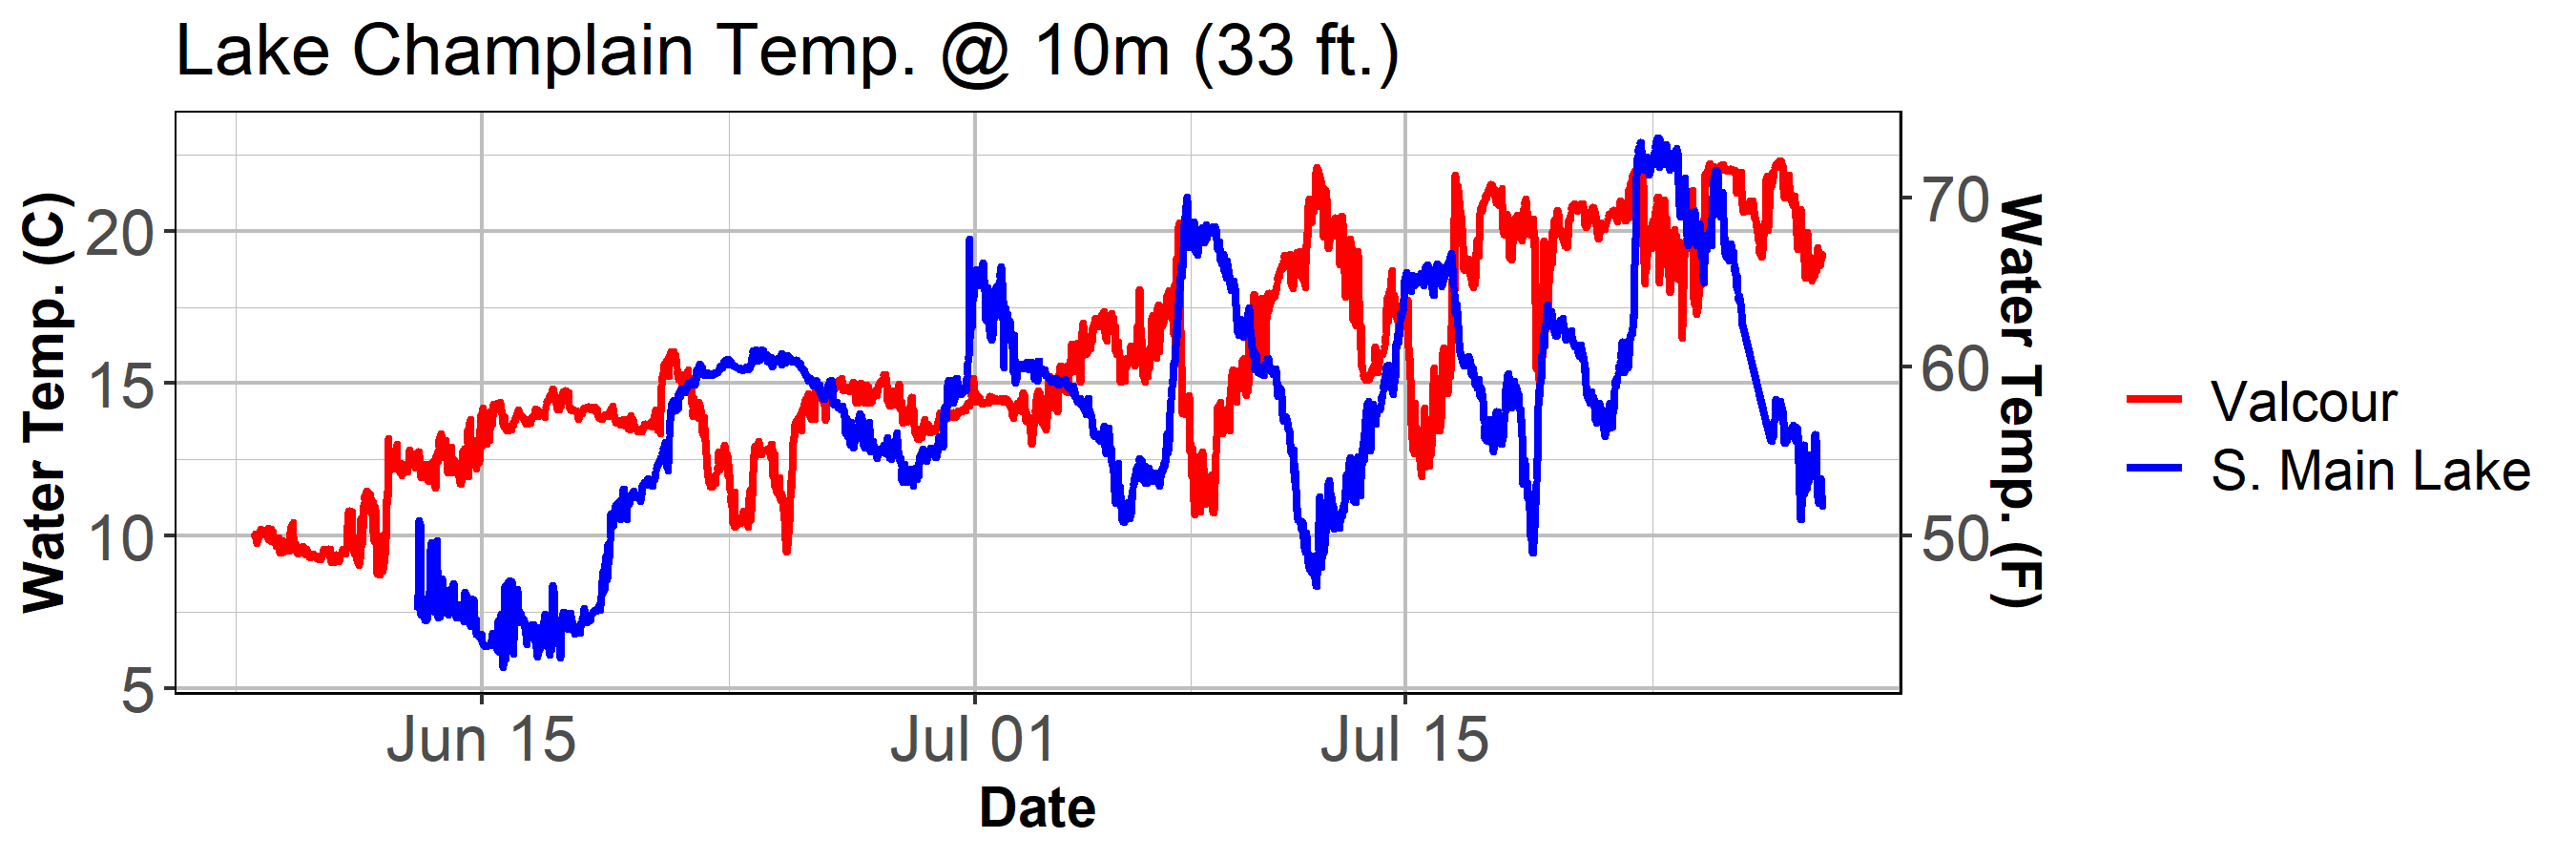 Lake Champlain Temp. @ 10m (33 ft.)
Water Temp. (C)
20
15
10
5
70
60
50
Water Temp. (F)
Jun 15
Jul 01
Jul 15
Date
Valcour
S. Main Lake